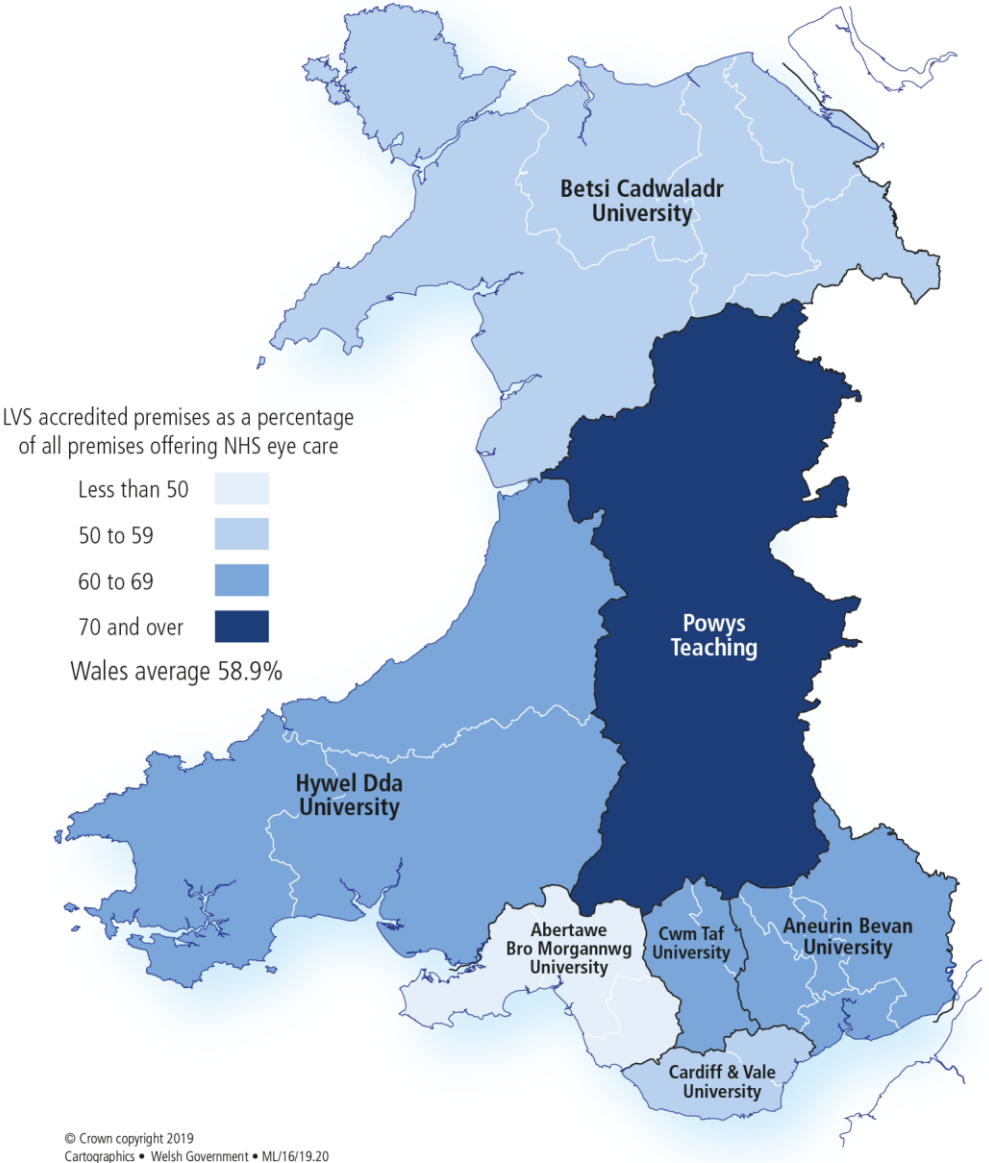 Betsi Cadwaladr
University
LVS accredited premises as a percentage
of all premises offering NHS eye care
Less than 50
50 to 59
60 to 69
70 and over
Wales average 58.9%
Powys
Teaching
Hywel Dda
University
Abertawe
Bro Morgannwg
University
Cwm Taf
University
Aneurin Bevan
University
Cardiff & Vale
University
© Crown copyright 2019
Cartographics • Welsh Government • ML/16/19.20